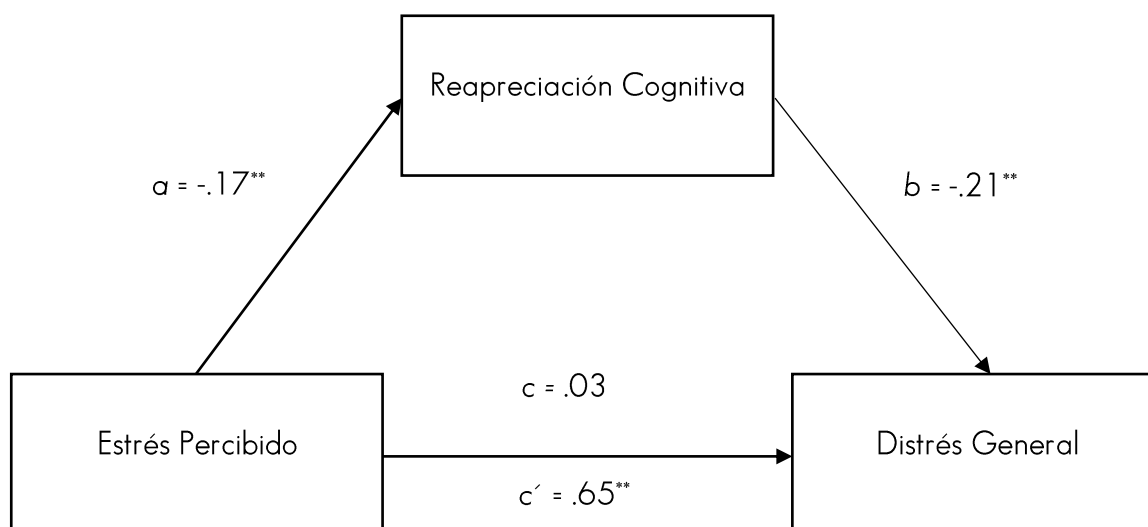 Reapreciación Cognitiva
a = -.17**
b = -.21**
c = .03
Estrés Percibido
Distrés General
c´ = .65**